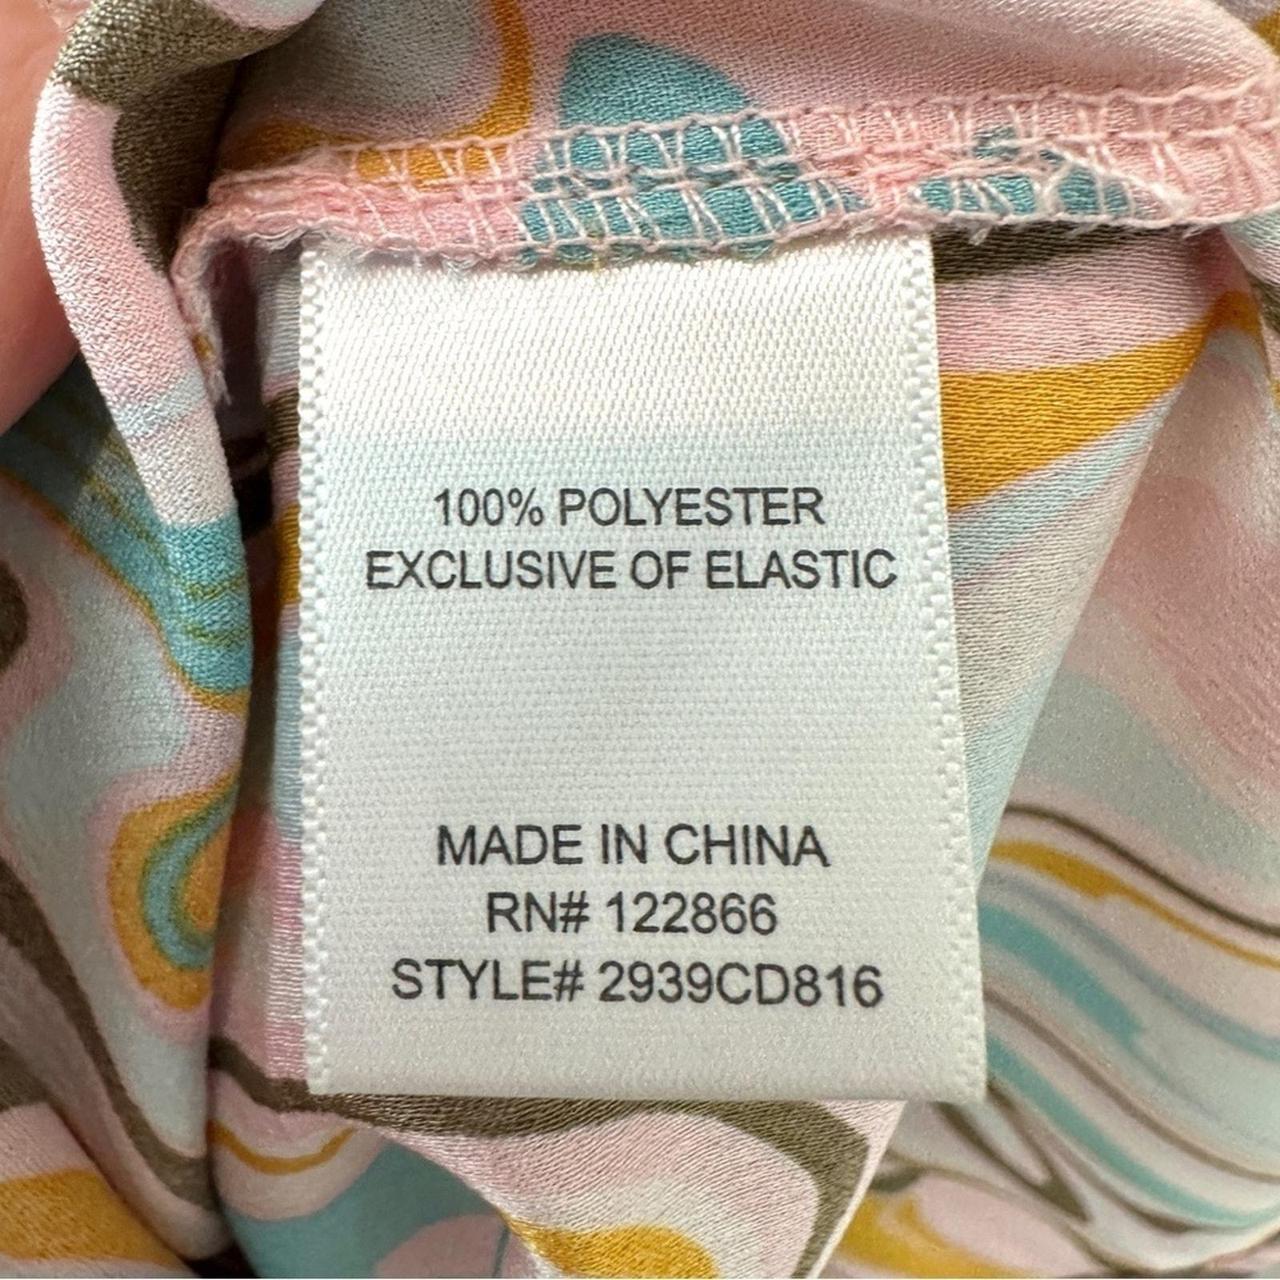 100% POLYESTER
EXCLUSIVE OF ELASTIC
MADE IN CHINA
RN# 122866
STYLE# 2939CD816